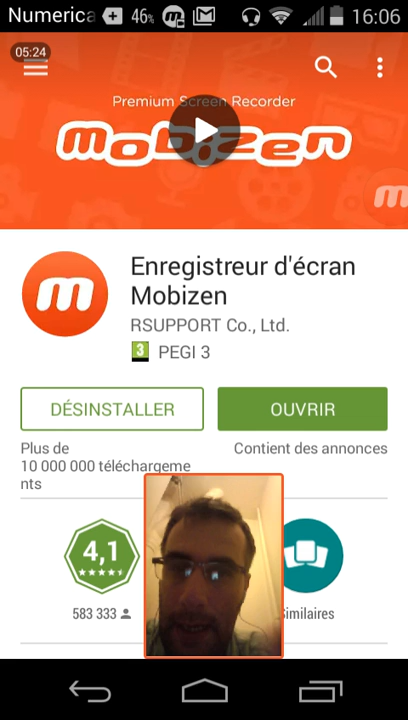 Numerica
46%
16:06
05:24
Premium Screen Recorder
mobizen
m
Enregistreur d'écran
Mobizen
RSUPPORT Co., Ltd.
3 PEGI 3
DÉSINSTALLER
OUVRIR
Plus de
10 000 000 téléchargeme
nts
Contient des annonces
4,1
583 333
Similaires